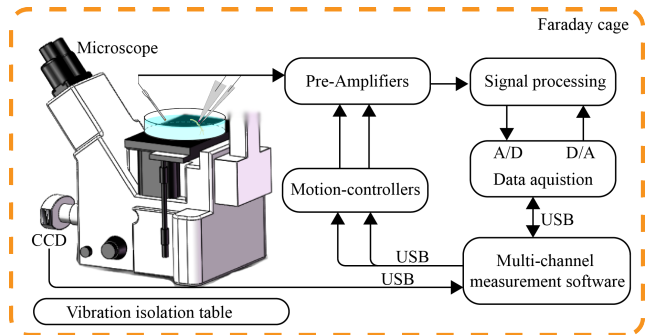 Faraday cage
Microscope
Pre-Amplifiers
Signal processing
A/D
D/A
Data aquistion
Motion-controllers
USB
CCD
USB
Multi-channel
measurement software
USB
Vibration isolation table